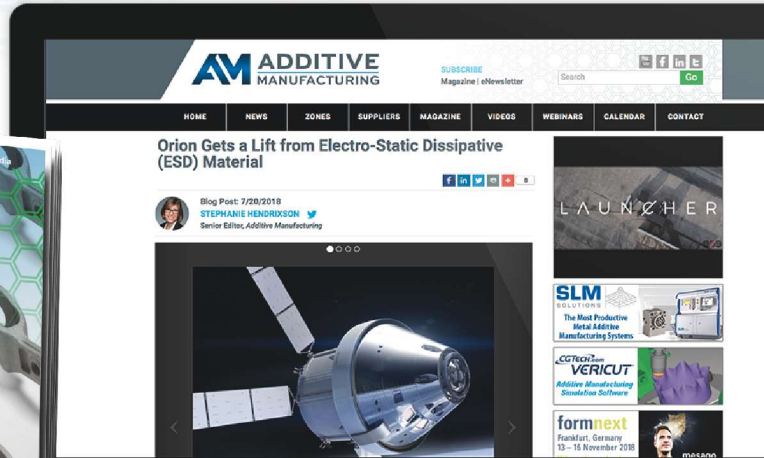 AM ADDITIVE
MANUFACTURING
SUBSCRIBE
Magazine | eNewsletter
Search
Go
HOME NEWS ZONES SUPPLIERS MAGAZINE VIDEOS WEBINARS CALENDAR CONTACT
Orion Gets a Lift from Electro-Static Dissipative
(ESD) Material
Blog Post: 7/20/2018
STEPHANIE HENDRIXSON
Senior Editor, Additive Manufacturing
LAUNCHER
SLM
SOLUTIONS
The Most Productive
Metal Additive
Manufacturing Systems
CGTECH.com
VERICUT
Additive Manufacturing
Simulation Software
formnext
Frankfurt, Germany
13 – 16 November 2018
mesago